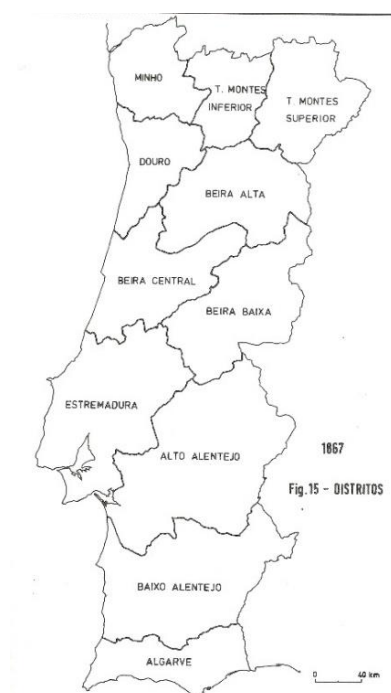 MINHO
T. MONTES
INFERIOR
T. MONTES
SUPERIOR
DOURO
BEIRA ALTA
BEIRA CENTRAL
BEIRA BAIXA
ESTREMADURA
ALTO ALENTEJO
1867
Fig.15 - DISTRITOS
BAIXO ALENTEJO
ALGARVE
0 40 km